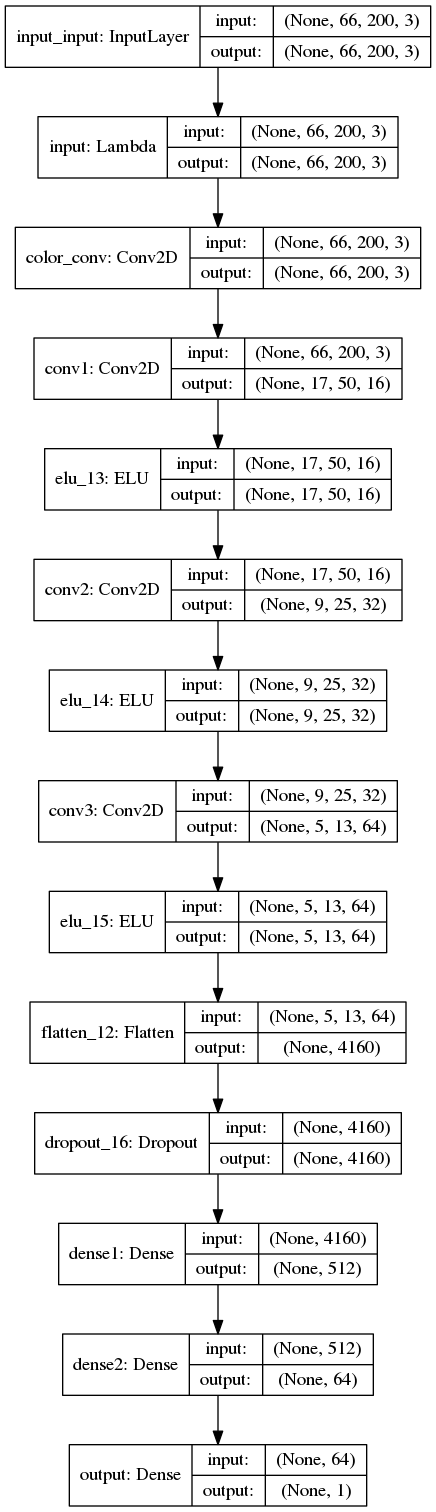 input_input: InputLayer
input: (None, 66, 200, 3)
output: (None, 66, 200, 3)
input: Lambda
input: (None, 66, 200, 3)
output: (None, 66, 200, 3)
color_conv: Conv2D
input: (None, 66, 200, 3)
output: (None, 66, 200, 3)
conv1: Conv2D
input: (None, 66, 200, 3)
output: (None, 17, 50, 16)
elu_13: ELU
input: (None, 17, 50, 16)
output: (None, 17, 50, 16)
conv2: Conv2D
input: (None, 17, 50, 16)
output: (None, 9, 25, 32)
elu_14: ELU
input: (None, 9, 25, 32)
output: (None, 9, 25, 32)
conv3: Conv2D
input: (None, 9, 25, 32)
output: (None, 5, 13, 64)
elu_15: ELU
input: (None, 5, 13, 64)
output: (None, 5, 13, 64)
flatten_12: Flatten
input: (None, 5, 13, 64)
output: (None, 4160)
dropout_16: Dropout
input: (None, 4160)
output: (None, 4160)
dense1: Dense
input: (None, 4160)
output: (None, 512)
dense2: Dense
input: (None, 512)
output: (None, 64)
output: Dense
input: (None, 64)
output: (None, 1)